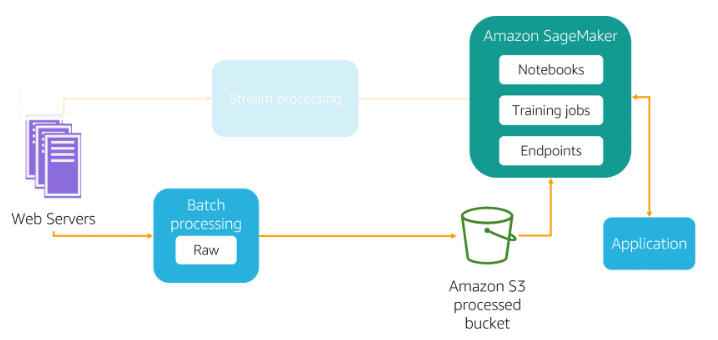 Amazon SageMaker
Notebooks
Training jobs
Endpoints
Stream processing
Web Servers
Batch
processing
Raw
Amazon S3
processed
bucket
Application